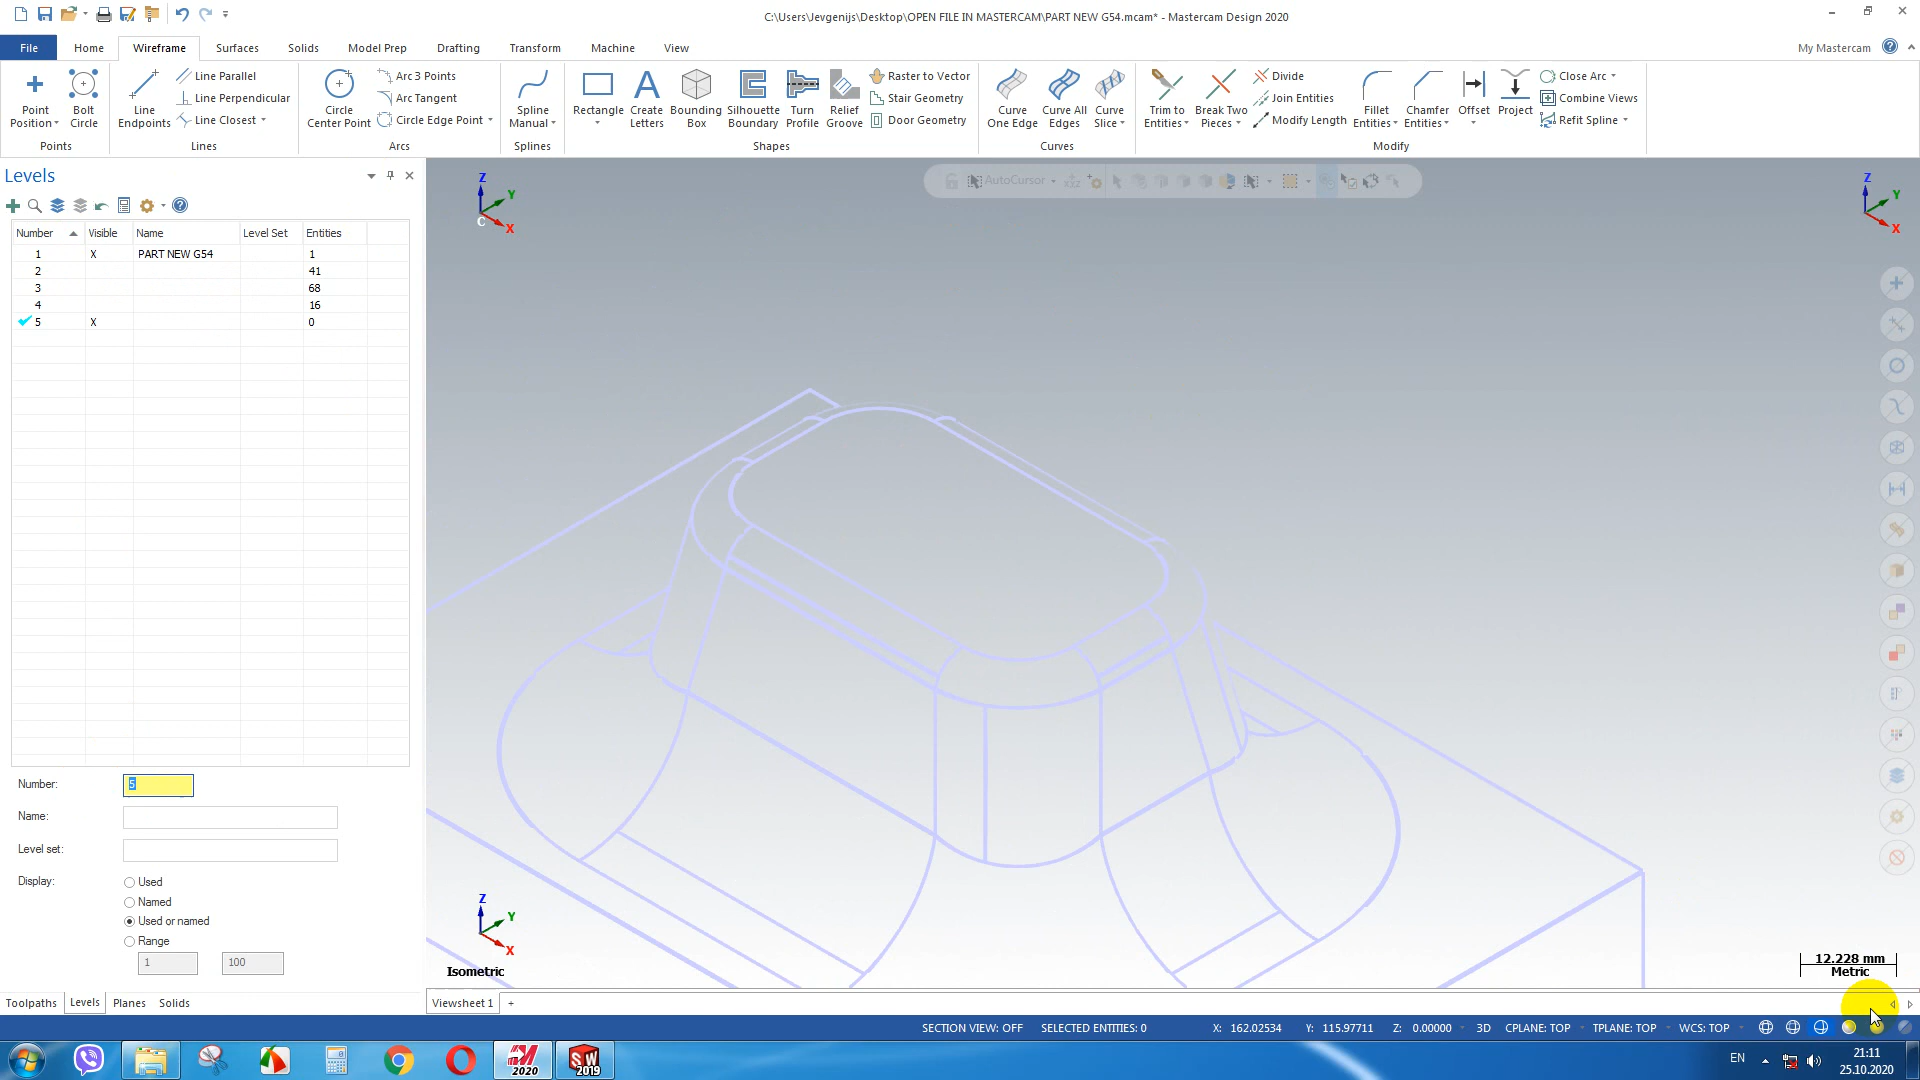 C:\Users\Jevgenijs\Desktop\OPEN FILE IN MASTERCAM\PART NEW G54.mcam* - Mastercam Design 2020
File Home Wireframe Surfaces Solids Model Prep Drafting Transform Machine View My Mastercam
Point Position
Bolt Circle
Points
Line Endpoints
Line Parallel
Line Perpendicular
Line Closest
Lines
Circle Center Point
Arc 3 Points
Arc Tangent
Circle Edge Point
Arcs
Spline Manual
Splines
Rectangle
Create Letters
Bounding Box
Silhouette Boundary
Turn Profile
Relief Groove
Raster to Vector
Stair Geometry
Door Geometry
Shapes
Curve One Edge
Curve All Edges
Curve Slice
Curves
Trim to Entities
Break Two Pieces
Divide
Join Entities
Modify Length
Fillet Entities
Chamfer Entities
Offset
Project
Close Arc
Combine Views
Refit Spline
Modify
Levels
Number Visible Name Level Set Entities
1 X PART NEW G54 1
2 41
3 68
4 16
5 X 0
Number: 5
Name:
Level set:
Display: Used
Named
Used or named
Range
1 100
Toolpaths Levels Planes Solids
AutoCursor
Z
Y
X
C
Z
Y
X
Z
Y
X
Isometric
12.228 mm
Metric
Viewsheet 1 +
SECTION VIEW: OFF SELECTED ENTITIES: 0 X: 162.02534 Y: 115.97711 Z: 0.00000 3D CPLANE: TOP TPLANE: TOP WCS: TOP
2020
SW
2019
EN
21:11
25.10.2020